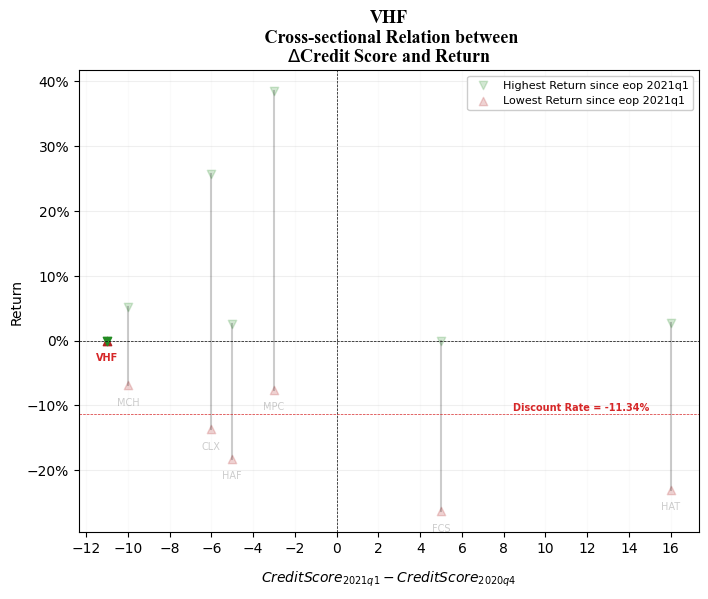 VHF
Cross-sectional Relation between
ΔCredit Score and Return
Highest Return since eop 2021q1
Lowest Return since eop 2021q1
40%
30%
20%
10%
0%
−10%
−20%
Return
VHF
MCH
CLX
HAF
MPC
FCS
HAT
Discount Rate = -11.34%
−12 −10 −8 −6 −4 −2 0 2 4 6 8 10 12 14 16
CreditScore2021q1 − CreditScore2020q4